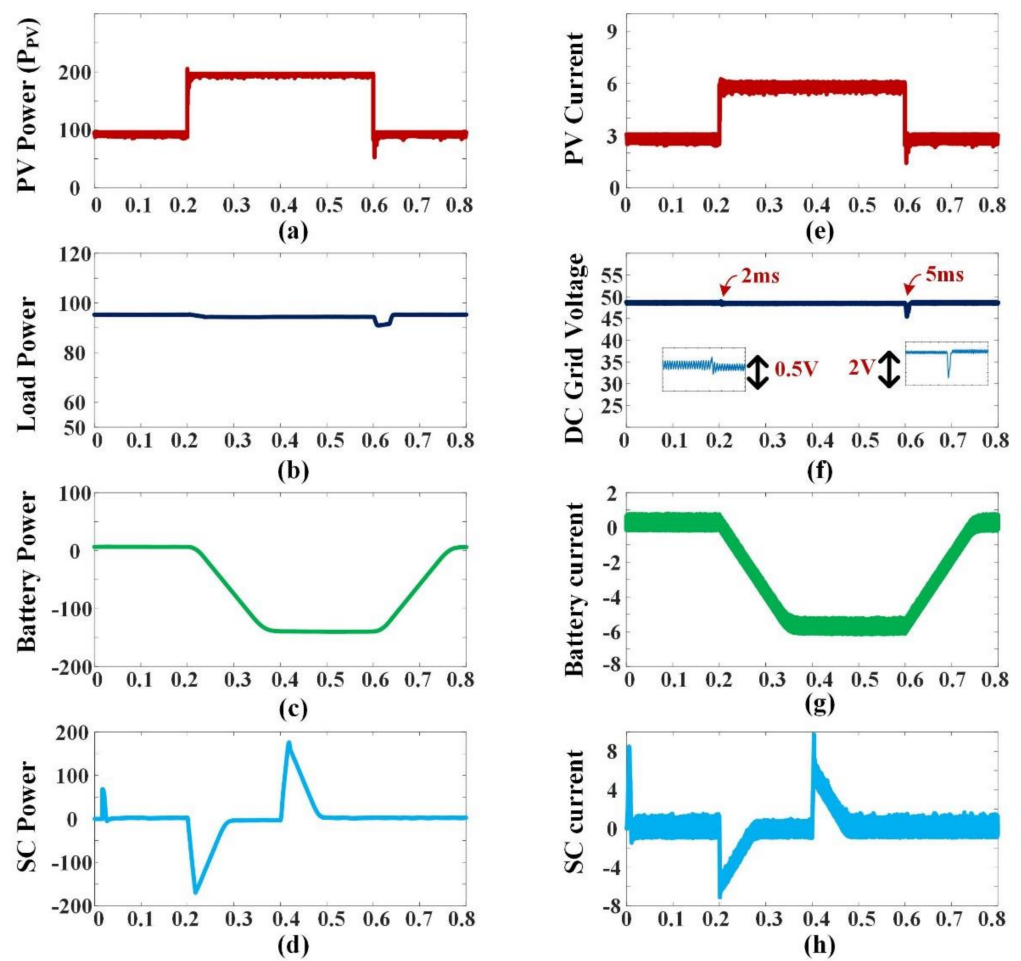 PV Power (PPV)
200
100
0
0 0.1 0.2 0.3 0.4 0.5 0.6 0.7 0.8
(a)
PV Current
9
6
3
0
0 0.1 0.2 0.3 0.4 0.5 0.6 0.7 0.8
(e)
Load Power
120
100
80
60
50
0 0.1 0.2 0.3 0.4 0.5 0.6 0.7 0.8
(b)
DC Grid Voltage
55
50
45
40
35
30
25
2ms
5ms
0.5V
2V
0 0.1 0.2 0.3 0.4 0.5 0.6 0.7 0.8
(f)
Battery Power
100
0
-100
-200
0 0.1 0.2 0.3 0.4 0.5 0.6 0.7 0.8
(c)
Battery current
2
0
-2
-4
-6
-8
0 0.1 0.2 0.3 0.4 0.5 0.6 0.7 0.8
(g)
SC Power
200
100
0
-100
-200
0 0.1 0.2 0.3 0.4 0.5 0.6 0.7 0.8
(d)
SC current
8
4
0
-4
-8
0 0.1 0.2 0.3 0.4 0.5 0.6 0.7 0.8
(h)